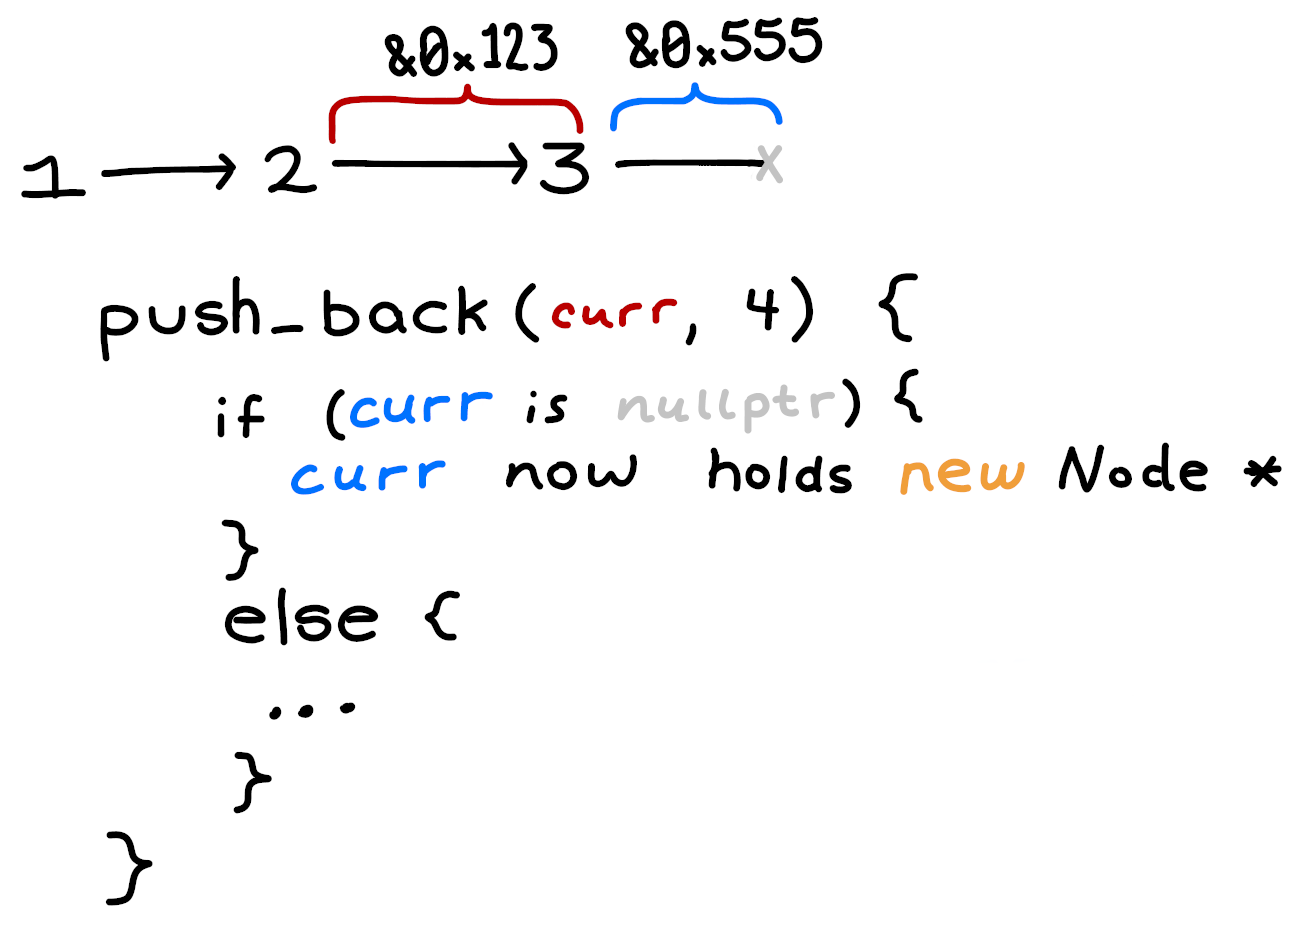 &0x123 &0x555
1 → 2 → 3 — x
push_back (curr, 4) {
if (curr is nullptr) {
curr now holds new Node *
}
else {
...
}
}